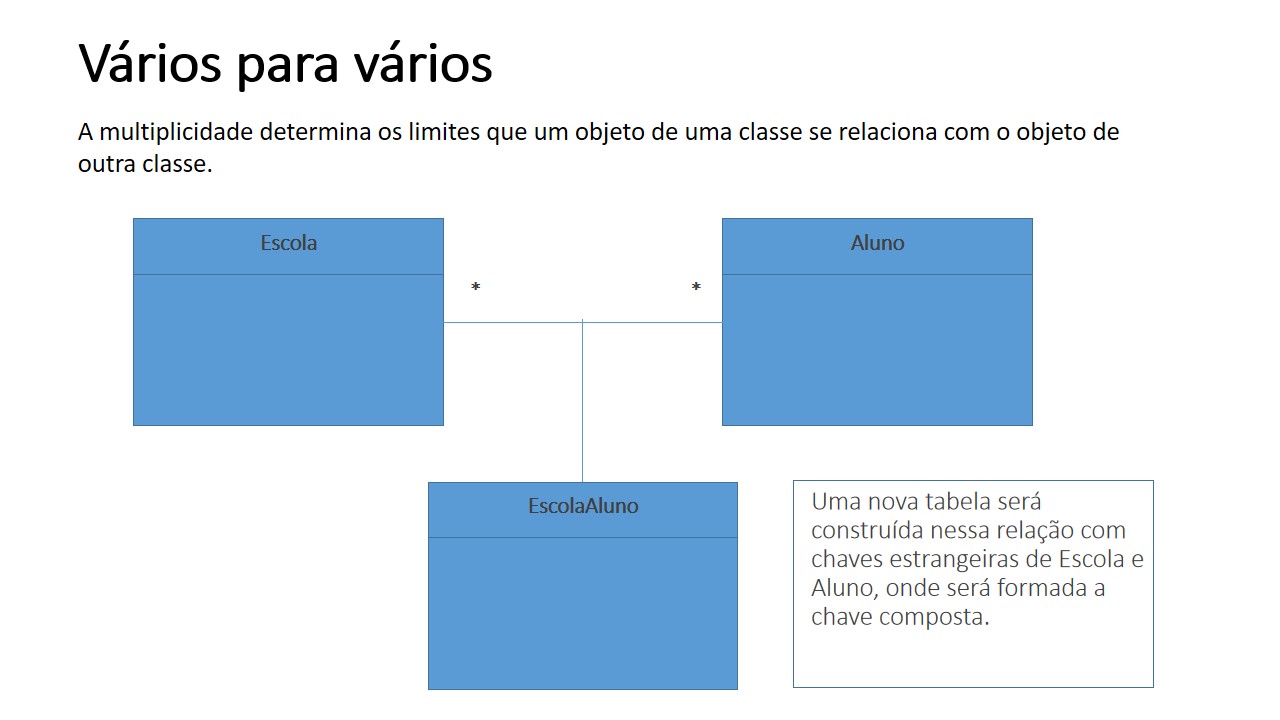 Vários para vários
A multiplicidade determina os limites que um objeto de uma classe se relaciona com o objeto de
outra classe.
Escola
Aluno
*
*
EscolaAluno
Uma nova tabela será
construída nessa relação com
chaves estrangeiras de Escola e
Aluno, onde será formada a
chave composta.